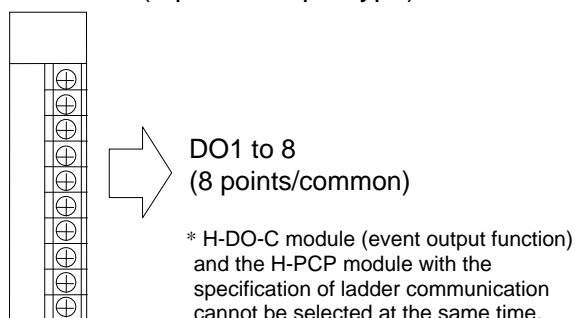 DO1 to 8
(8 points/common)
* H-DO-C module (event output function)
and the H-PCP module with the
specification of ladder communication
cannot be selected at the same time.